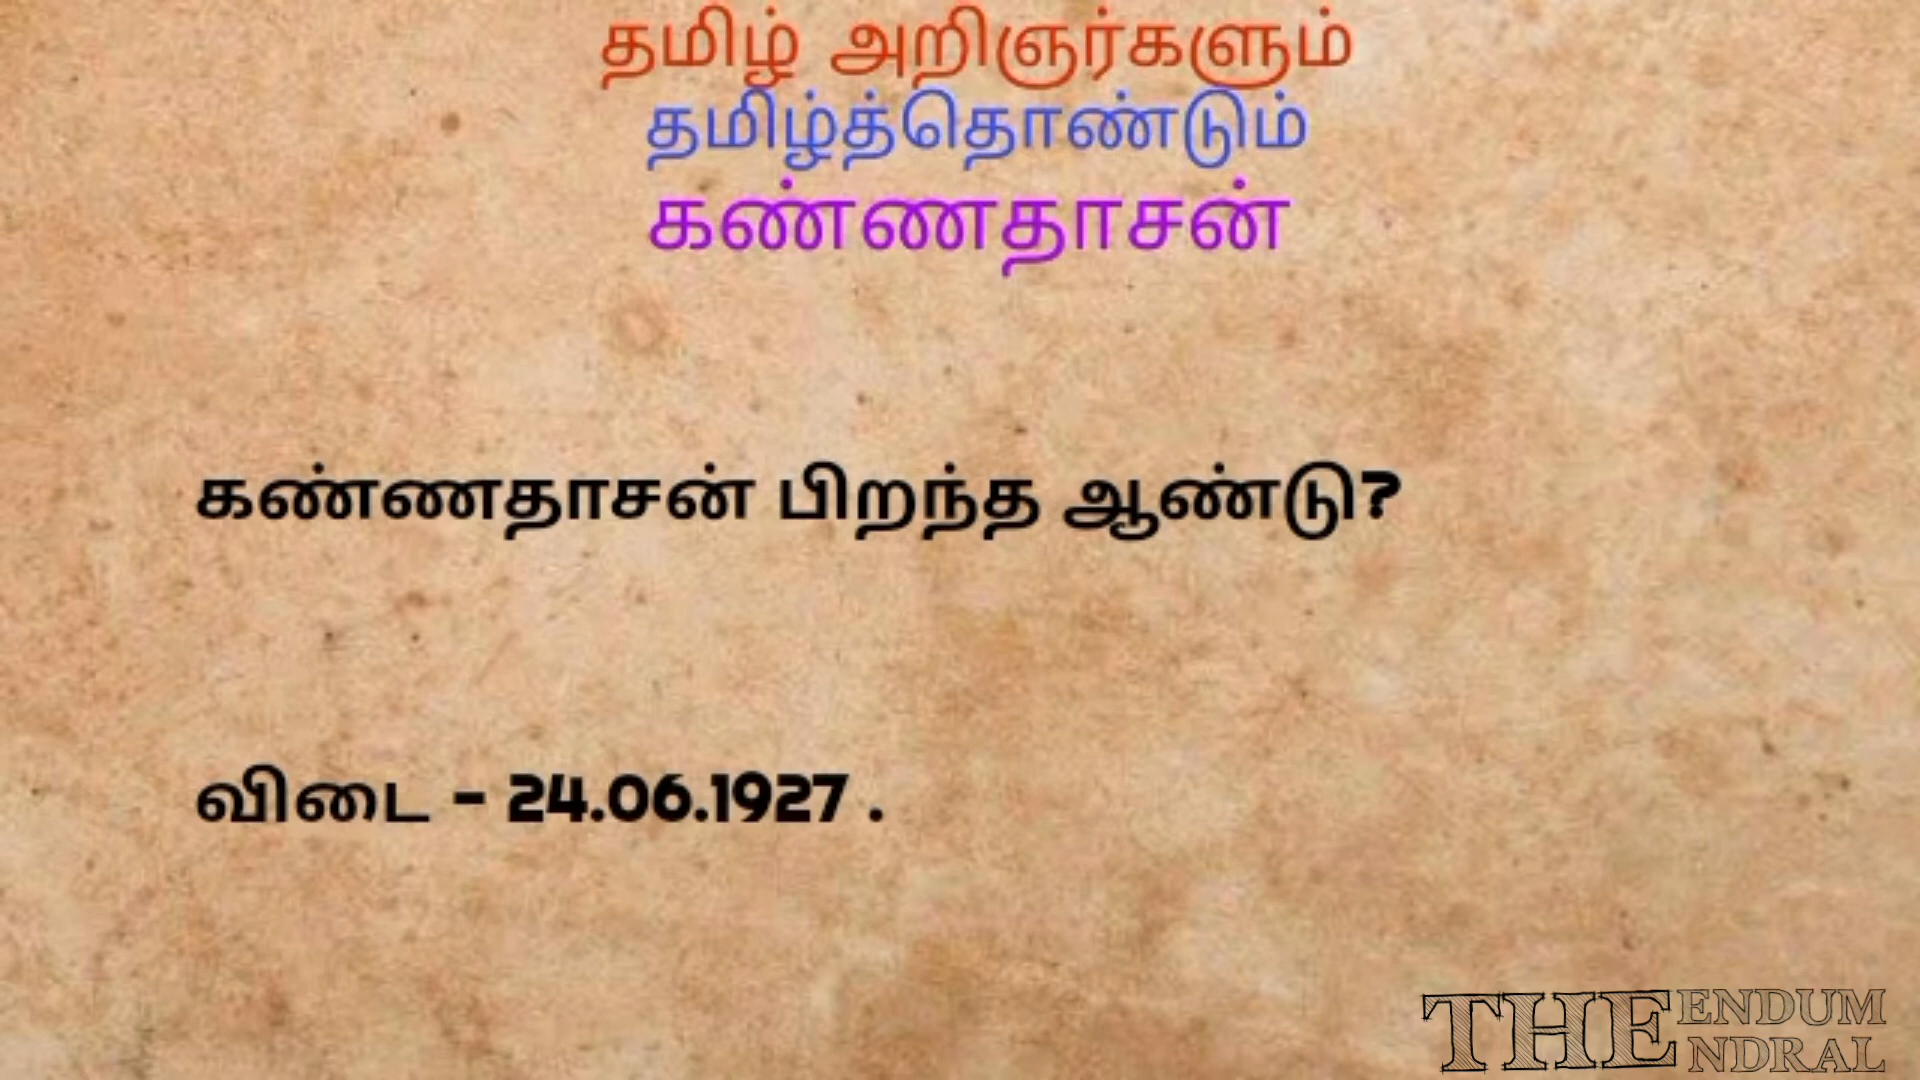 தமிழ் அறிஞர்களும்
தமிழ்த்தொண்டும்
கண்ணதாசன்
கண்ணதாசன் பிறந்த ஆண்டு?
விடை - 24.06.1927 .
THE ENDUM
NDRAL